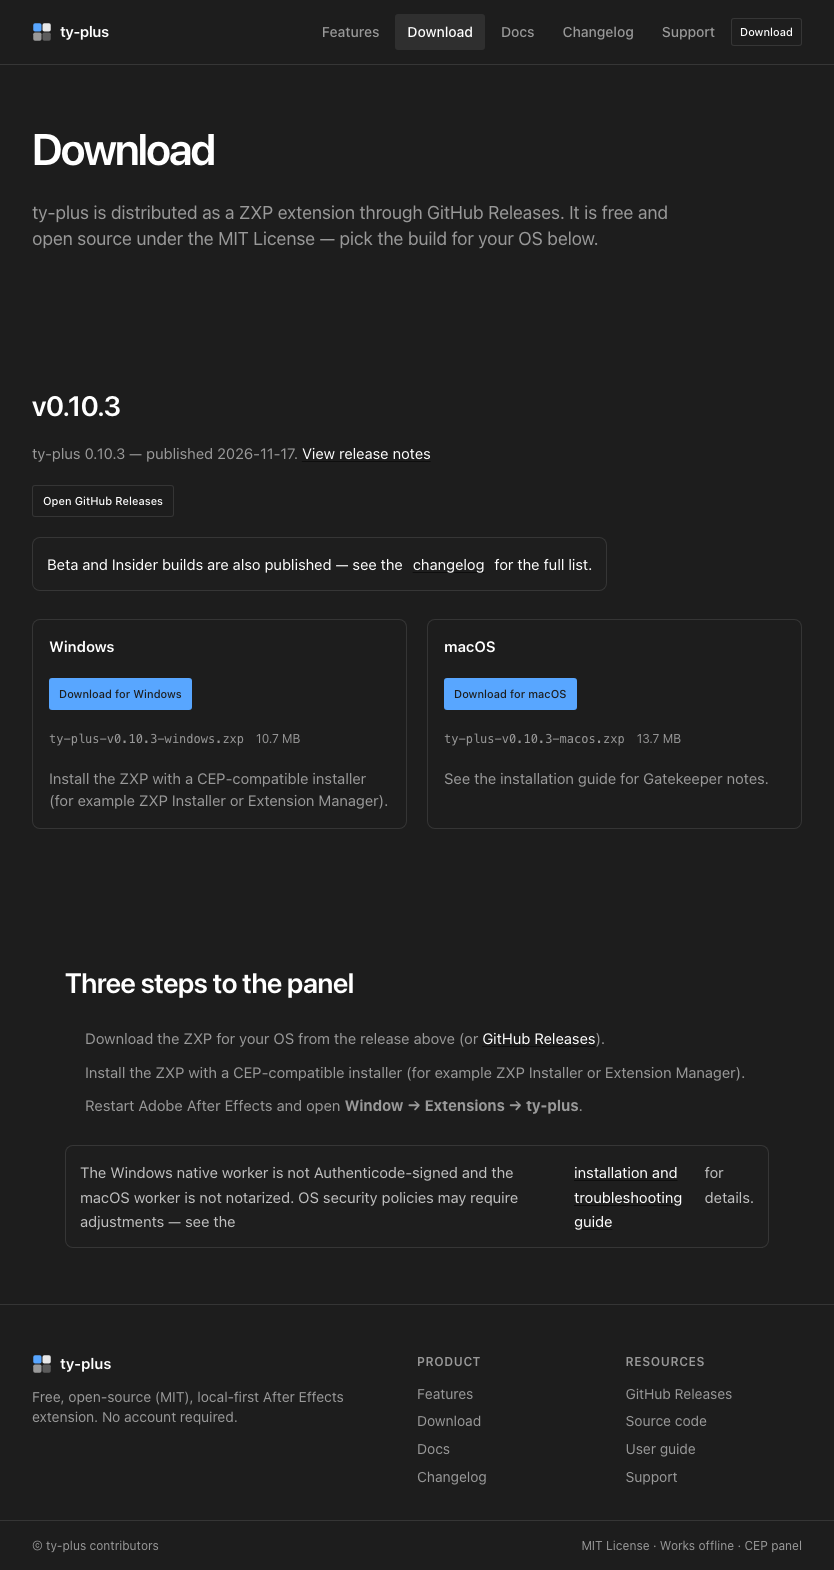 ty-plus
Features
Download
Docs
Changelog
Support
Download
Download
ty-plus is distributed as a ZXP extension through GitHub Releases. It is free and
open source under the MIT License — pick the build for your OS below.
v0.10.3
ty-plus 0.10.3 — published 2026-11-17. View release notes
Open GitHub Releases
Beta and Insider builds are also published — see the changelog for the full list.
Windows
Download for Windows
ty-plus-v0.10.3-windows.zxp 10.7 MB
Install the ZXP with a CEP-compatible installer
(for example ZXP Installer or Extension Manager).
macOS
Download for macOS
ty-plus-v0.10.3-macos.zxp 13.7 MB
See the installation guide for Gatekeeper notes.
Three steps to the panel
Download the ZXP for your OS from the release above (or GitHub Releases).
Install the ZXP with a CEP-compatible installer (for example ZXP Installer or Extension Manager).
Restart Adobe After Effects and open Window → Extensions → ty-plus.
The Windows native worker is not Authenticode-signed and the
macOS worker is not notarized. OS security policies may require
adjustments — see the
installation and
troubleshooting
guide
for
details.
ty-plus
Free, open-source (MIT), local-first After Effects
extension. No account required.
PRODUCT
Features
Download
Docs
Changelog
RESOURCES
GitHub Releases
Source code
User guide
Support
© ty-plus contributors
MIT License · Works offline · CEP panel